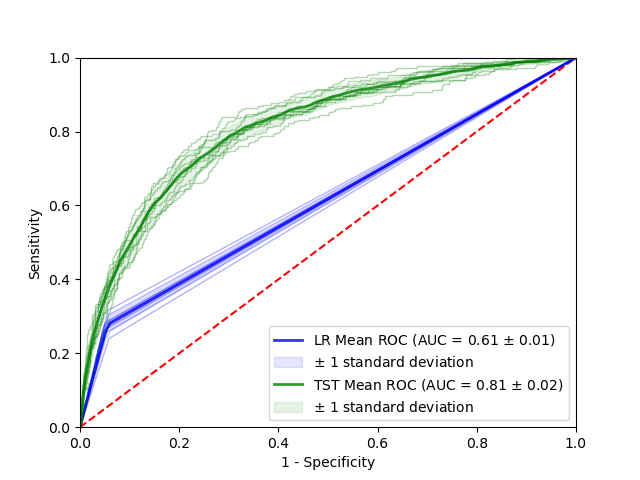 1.0
0.8
0.6
0.4
0.2
0.0
Sensitivity
LR Mean ROC (AUC = 0.61 ± 0.01)
± 1 standard deviation
TST Mean ROC (AUC = 0.81 ± 0.02)
± 1 standard deviation
0.0 0.2 0.4 0.6 0.8 1.0
1 - Specificity